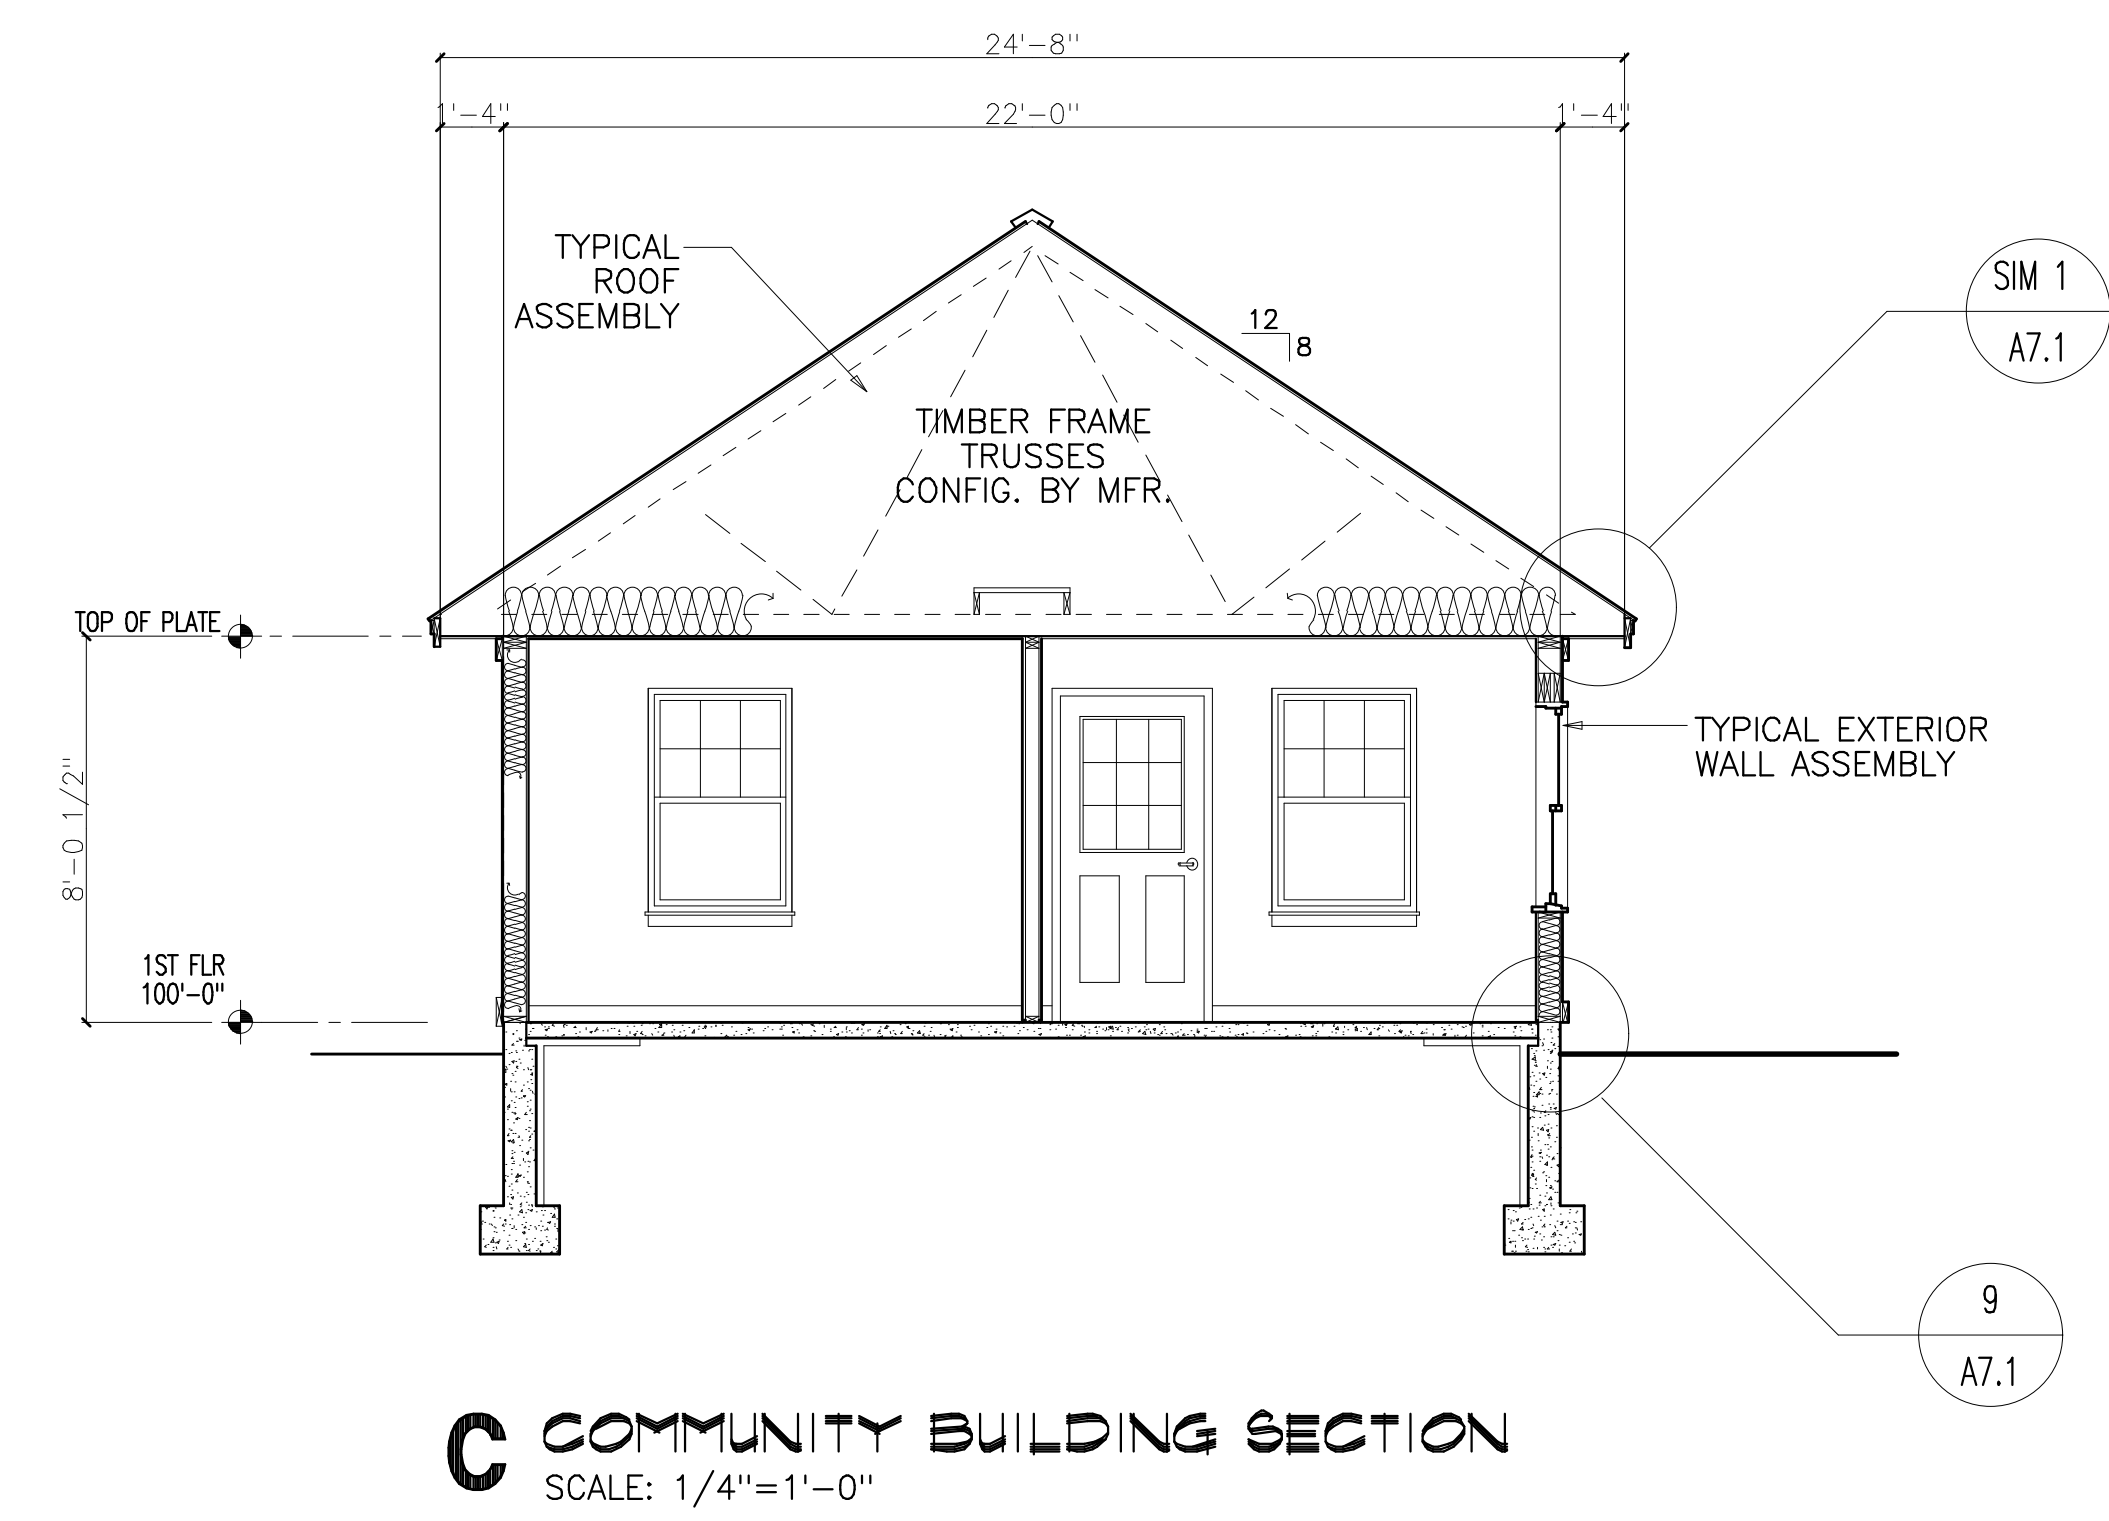 24'-8"
1'-4"
22'-0"
1'-4"
TYPICAL
ROOF
ASSEMBLY
12
8
SIM 1
A7.1
TIMBER FRAME
TRUSSES
CONFIG. BY MFR.
TOP OF PLATE
TYPICAL EXTERIOR
WALL ASSEMBLY
8'-0 1/2"
1ST FLR
100'-0"
9
A7.1
C COMMUNITY BUILDING SECTION
SCALE: 1/4"=1'-0"